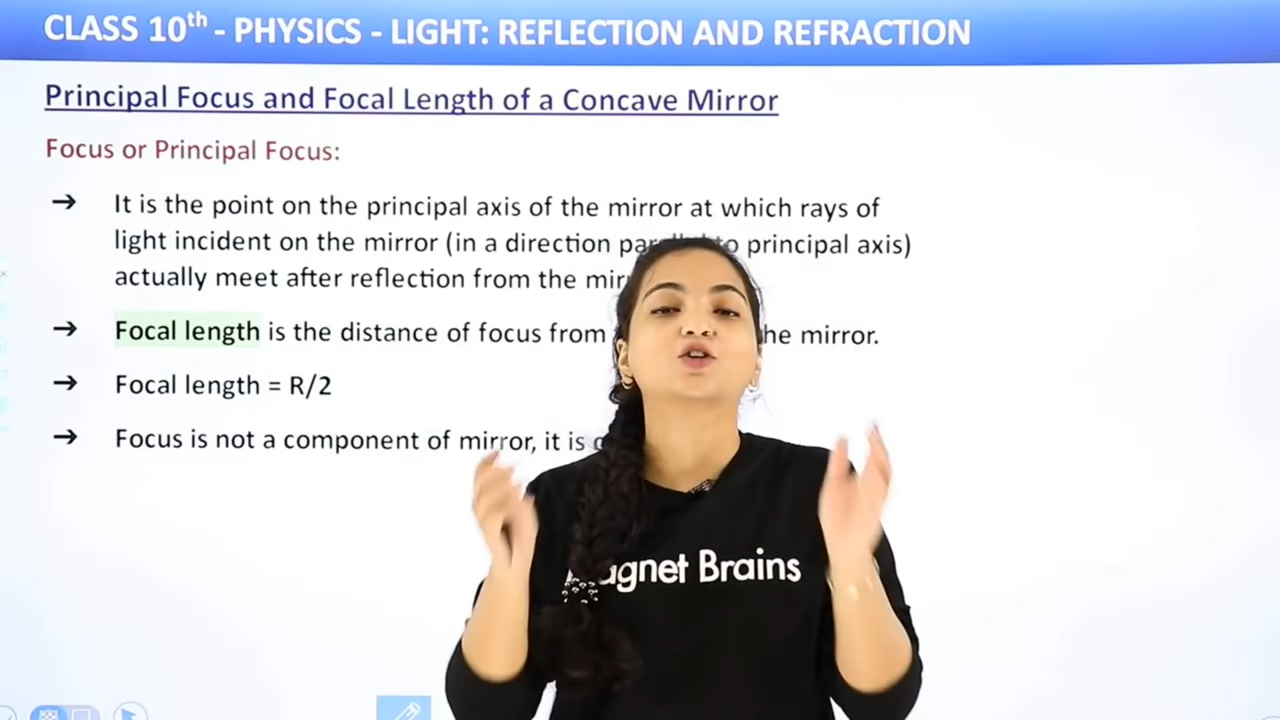 CLASS 10th - PHYSICS - LIGHT: REFLECTION AND REFRACTION
Principal Focus and Focal Length of a Concave Mirror
Focus or Principal Focus:
➔ It is the point on the principal axis of the mirror at which rays of
light incident on the mirror (in a direction to principal axis)
actually meet after reflection from the
➔ Focal length is the distance of focus from mirror.
➔ Focal length = R/2
➔ Focus is not a component of mirror, it is
Brains